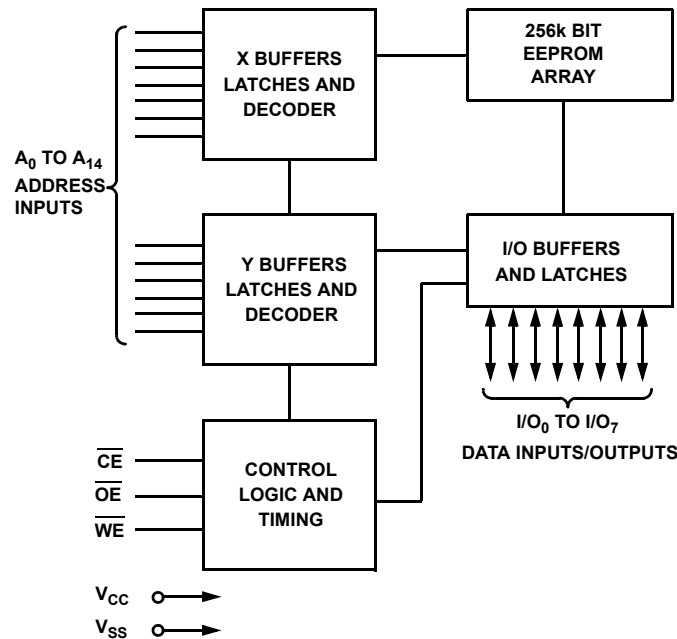 X BUFFERS
LATCHES AND
DECODER
256k BIT
EEPROM
ARRAY
A0 TO A14
ADDRESS
INPUTS
Y BUFFERS
LATCHES AND
DECODER
I/O BUFFERS
AND LATCHES
I/O0 TO I/O7
DATA INPUTS/OUTPUTS
CE
OE
WE
CONTROL
LOGIC AND
TIMING
VCC
VSS